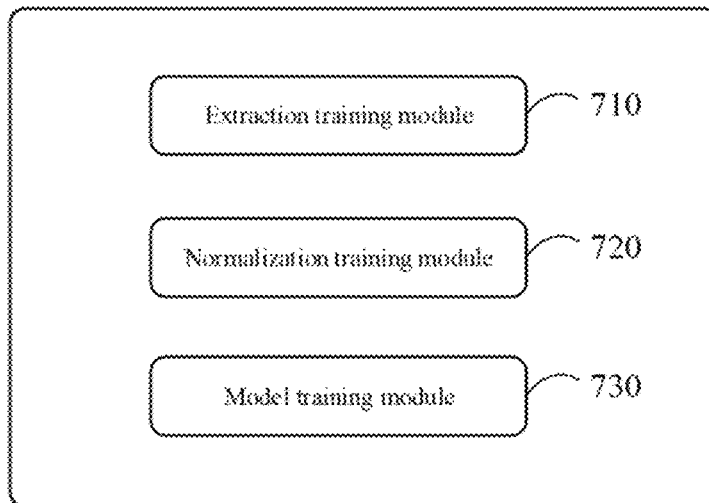 Extraction training module 710
Normalization training module 720
Model training module 730